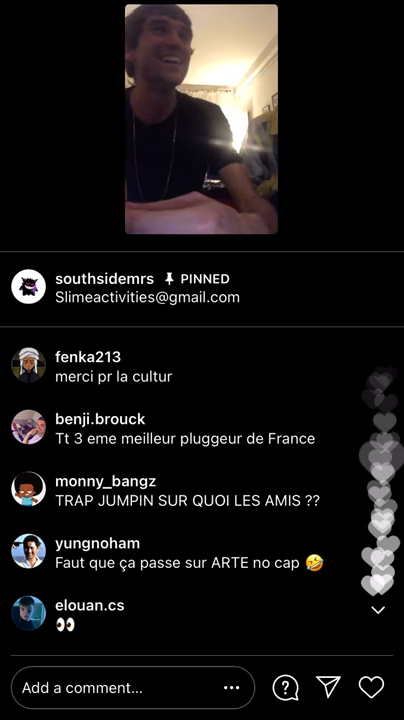 southsidemrs PINNED
Slimeactivities@gmail.com
fenka213
merci pr la cultur
benji.brouck
Tt 3 eme meilleur pluggeur de France
monny_bangz
TRAP JUMPIN SUR QUOI LES AMIS ??
yungnoham
Faut que ça passe sur ARTE no cap 🤣
elouan.cs
👀
Add a comment...